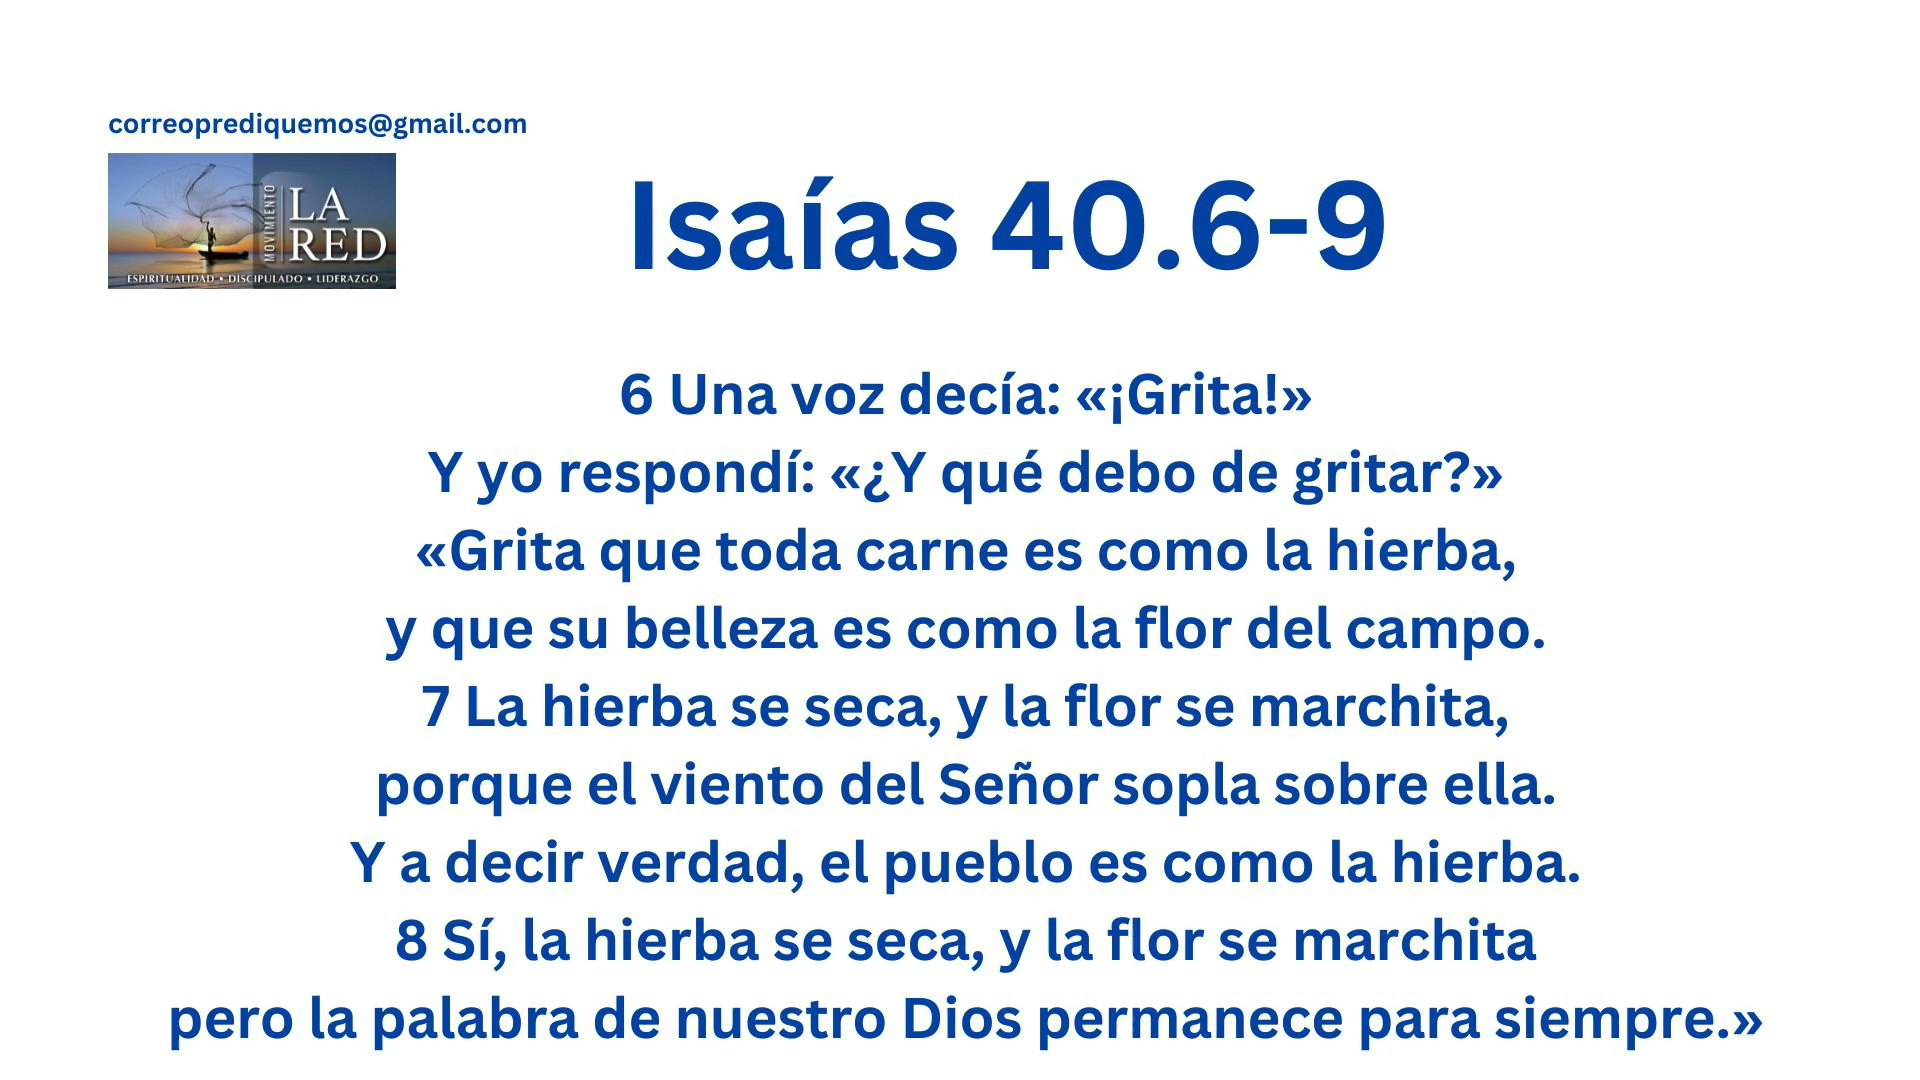 correoprediquemos@gmail.com
MOVIMIENTO
LA
RED
ESPIRITUALIDAD • DISCIPULADO • LIDERAZGO
Isaías 40.6-9
6 Una voz decía: «¡Grita!»
Y yo respondí: «¿Y qué debo de gritar?»
«Grita que toda carne es como la hierba,
y que su belleza es como la flor del campo.
7 La hierba se seca, y la flor se marchita,
porque el viento del Señor sopla sobre ella.
Y a decir verdad, el pueblo es como la hierba.
8 Sí, la hierba se seca, y la flor se marchita
pero la palabra de nuestro Dios permanece para siempre.»